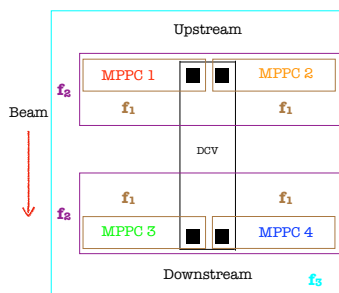 Upstream
MPPC 1
MPPC 2
f2
f1
f1
Beam
DCV
f1
f1
f2
MPPC 3
MPPC 4
Downstream
f3